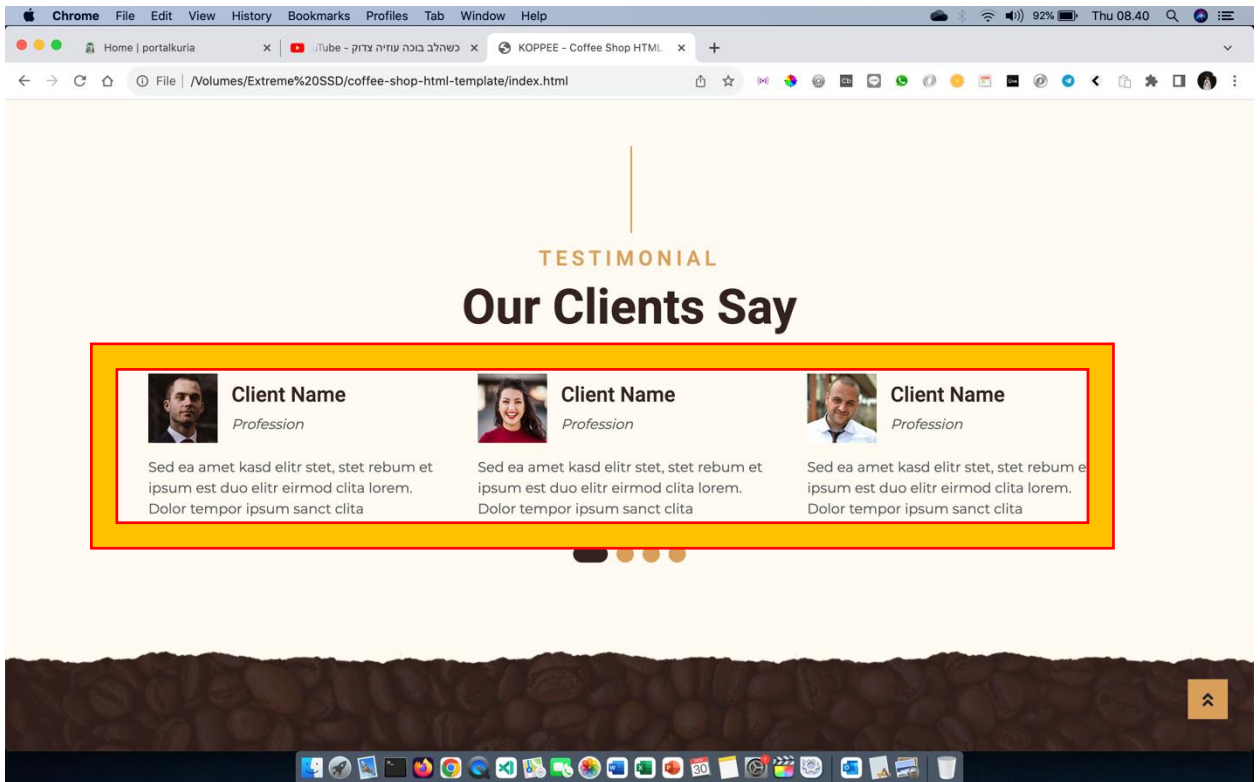 Chrome File Edit View History Bookmarks Profiles Tab Window Help 92% Thu 08.40
Home | portalkuria
כשהלב בוכה עוזיה צדוק - uTube
KOPPEE - Coffee Shop HTML
File | /Volumes/Extreme%20SSD/coffee-shop-html-template/index.html
TESTIMONIAL
Our Clients Say
Client Name
Profession
Sed ea amet kasd elitr stet, stet rebum et
ipsum est duo elitr eirmod clita lorem.
Dolor tempor ipsum sanct clita
Client Name
Profession
Sed ea amet kasd elitr stet, stet rebum et
ipsum est duo elitr eirmod clita lorem.
Dolor tempor ipsum sanct clita
Client Name
Profession
Sed ea amet kasd elitr stet, stet rebum e
ipsum est duo elitr eirmod clita lorem.
Dolor tempor ipsum sanct clita